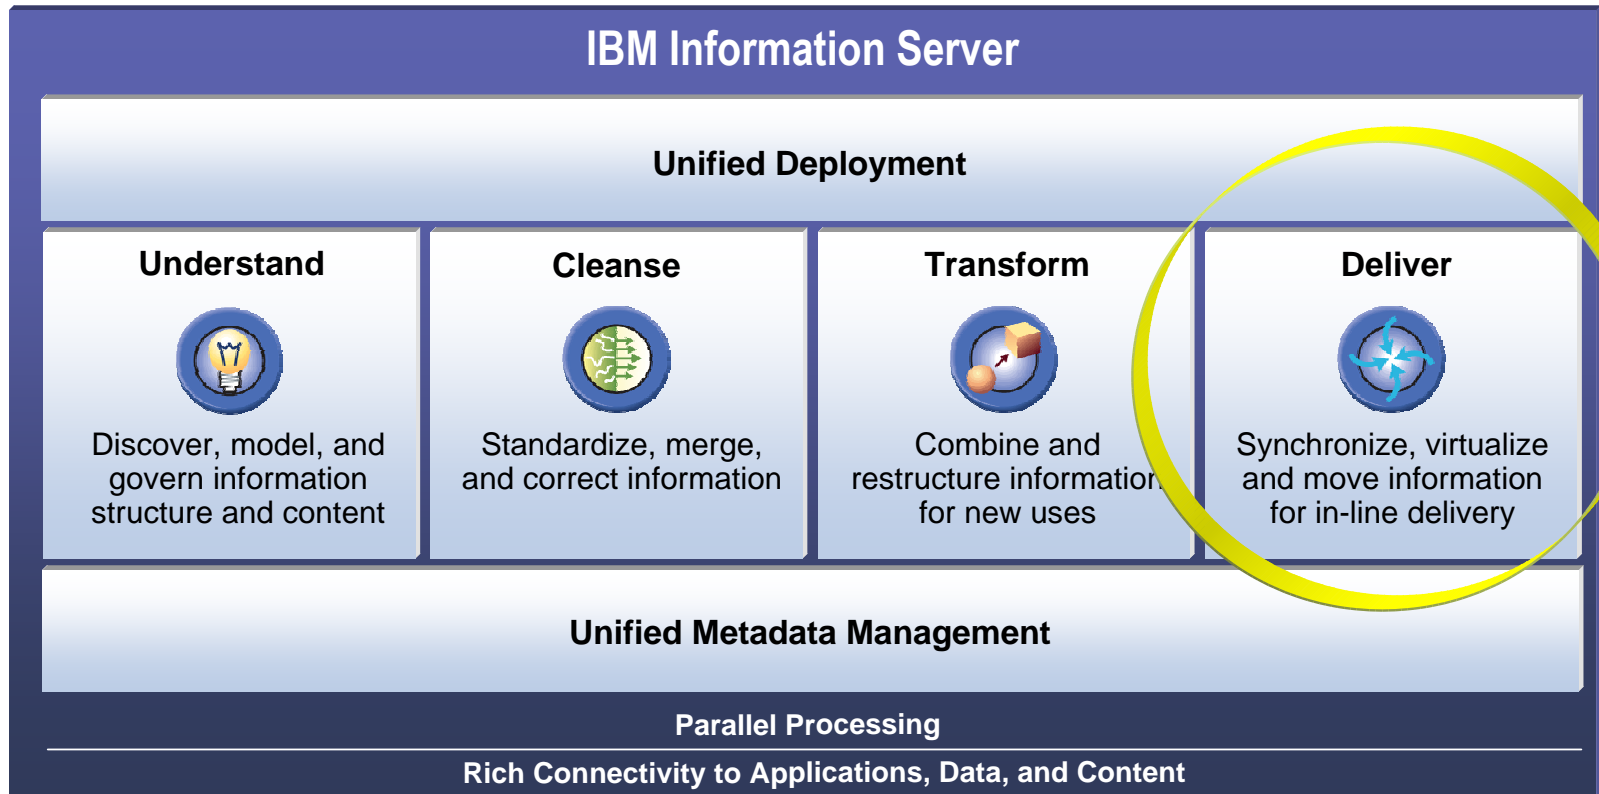 IBM Information Server
Unified Deployment
Understand
Discover, model, and
govern information
structure and content
Cleanse
Standardize, merge,
and correct information
Transform
Combine and
restructure information
for new uses
Deliver
Synchronize, virtualize
and move information
for in-line delivery
Unified Metadata Management
Parallel Processing
Rich Connectivity to Applications, Data, and Content